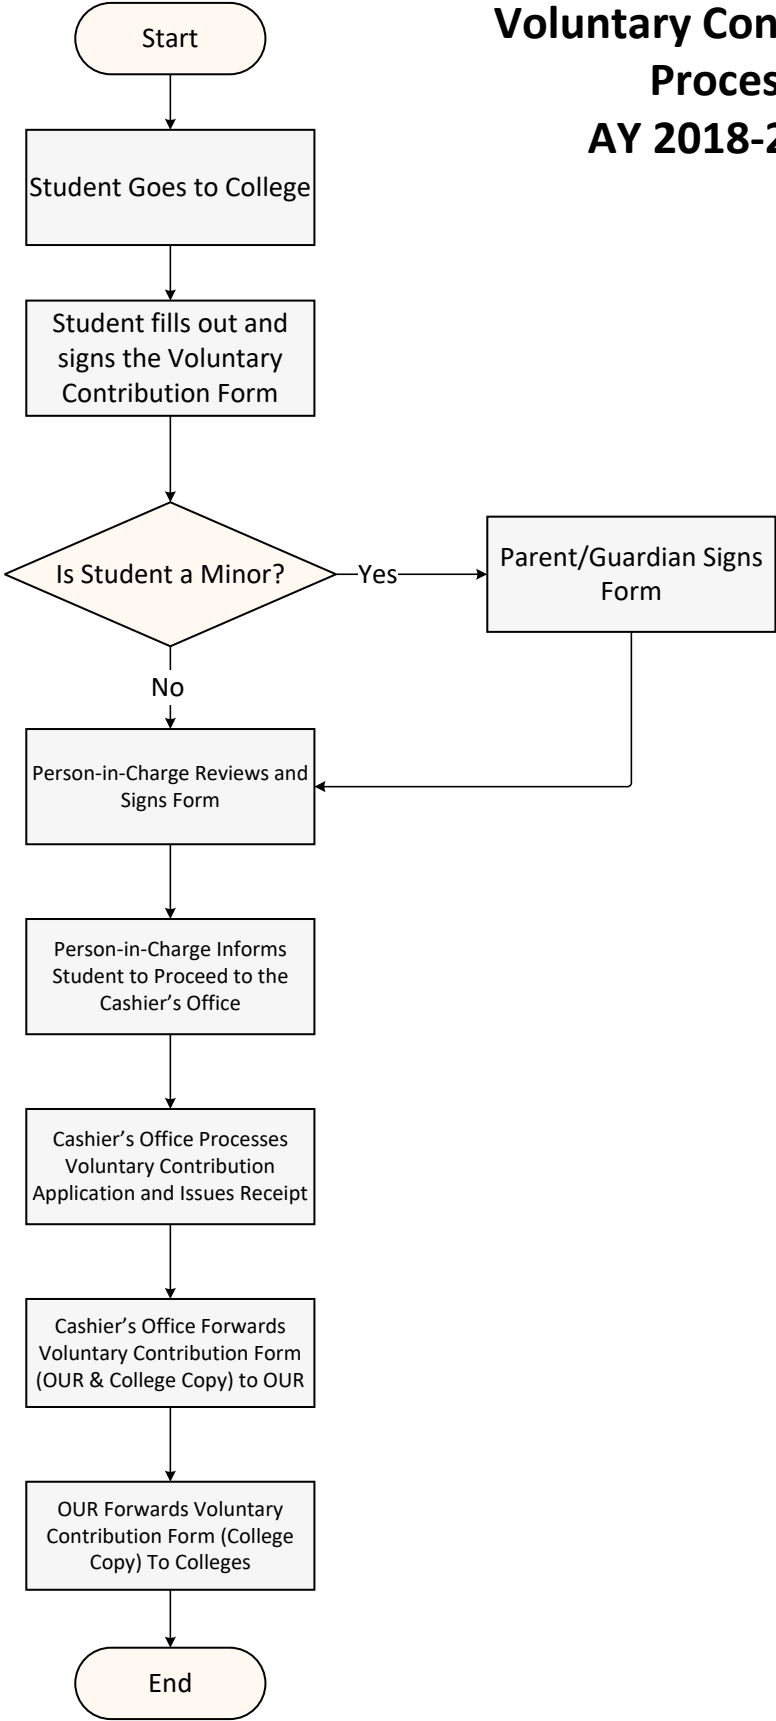 Start
Voluntary Con
Proces
AY 2018-2
Student Goes to College
Student fills out and
signs the Voluntary
Contribution Form
Is Student a Minor?
Yes
Parent/Guardian Signs
Form
No
Person-in-Charge Reviews and
Signs Form
Person-in-Charge Informs
Student to Proceed to the
Cashier’s Office
Cashier’s Office Processes
Voluntary Contribution
Application and Issues Receipt
Cashier’s Office Forwards
Voluntary Contribution Form
(OUR & College Copy) to OUR
OUR Forwards Voluntary
Contribution Form (College
Copy) To Colleges
End